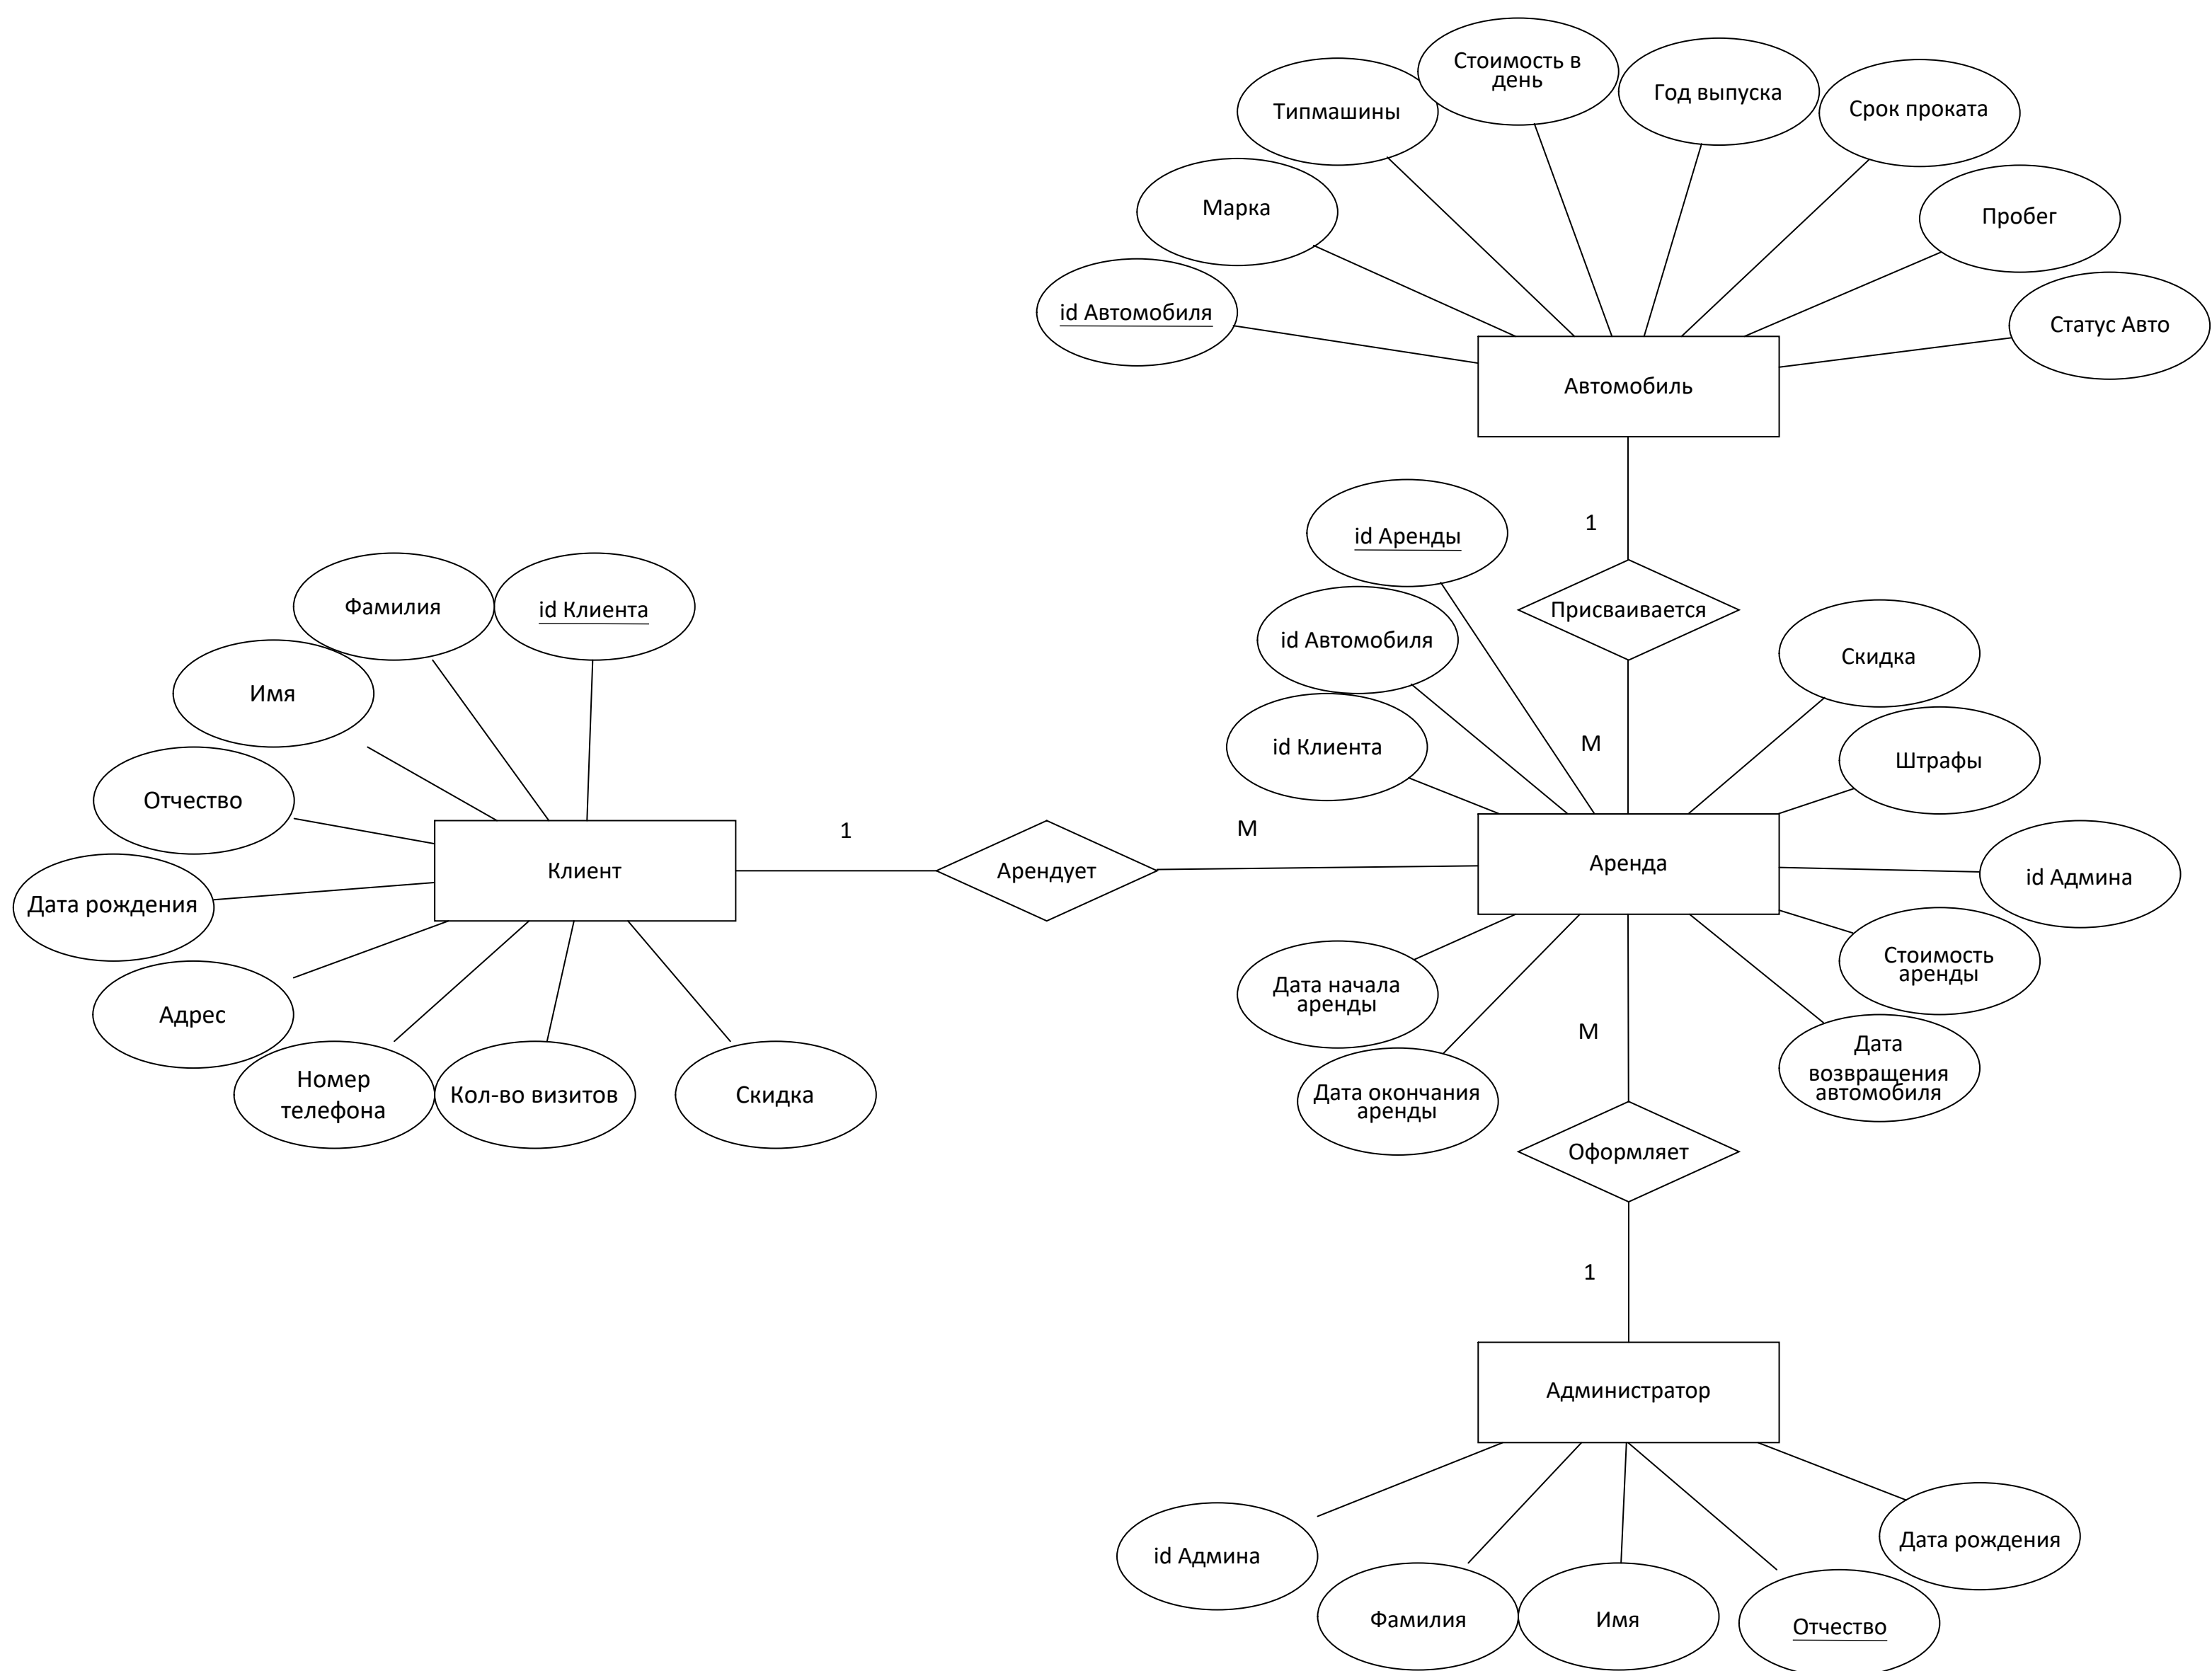 Стоимость в
день
Год выпуска
Срок проката
Типмашины
Марка
Пробег
id Автомобиля
Статус Авто
Автомобиль
1
id Аренды
Присваивается
id Автомобиля
Скидка
id Клиента
М
Штрафы
Фамилия
id Клиента
Имя
Отчество
Дата рождения
Клиент
1
Арендует
М
Аренда
id Админа
Адрес
Номер
телефона
Кол-во визитов
Скидка
Дата начала
аренды
Дата окончания
аренды
М
Стоимость
аренды
Дата
возвращения
автомобиля
Оформляет
1
Администратор
id Админа
Фамилия
Имя
Отчество
Дата рождения